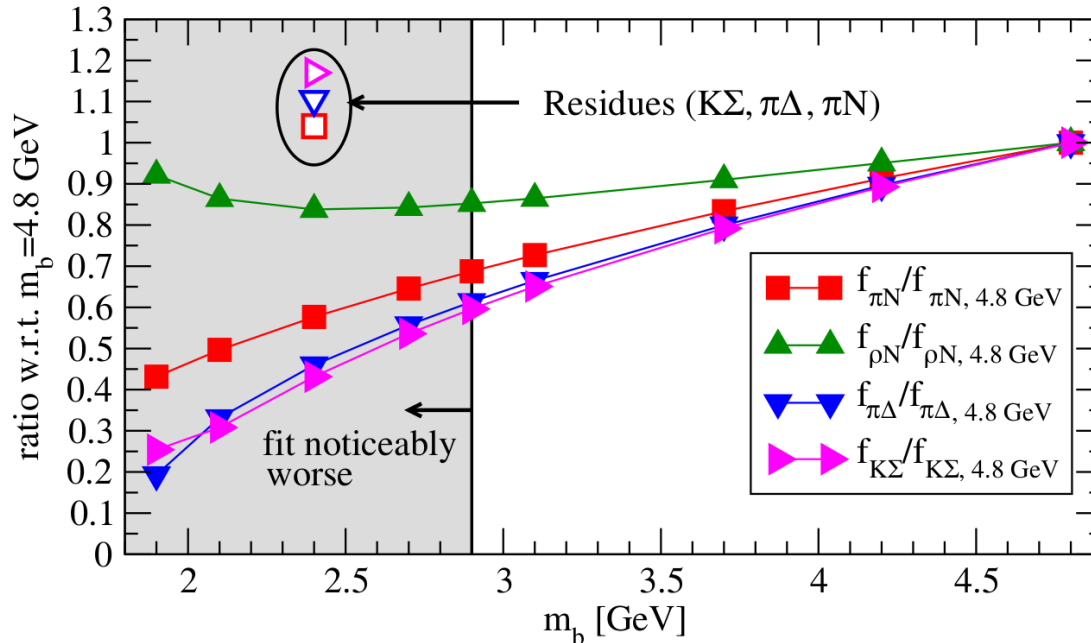 1.3
1.2
1.1
1
0.9
0.8
0.7
0.6
0.5
0.4
0.3
0.2
0.1
0
ratio w.r.t. m_b=4.8 GeV
Residues (KΣ, πΔ, πN)
fit noticeably
worse
f_πN/f_πN, 4.8 GeV
f_ρN/f_ρN, 4.8 GeV
f_πΔ/f_πΔ, 4.8 GeV
f_KΣ/f_KΣ, 4.8 GeV
2 2.5 3 3.5 4 4.5
m_b [GeV]